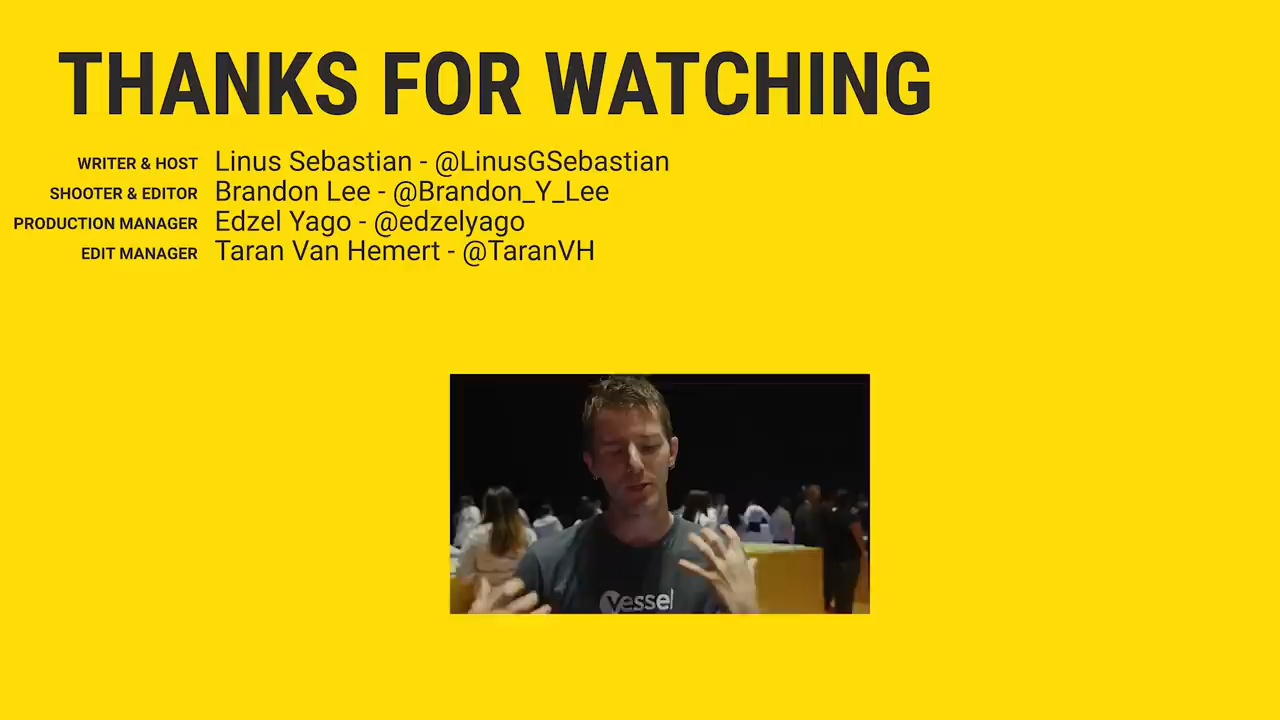 THANKS FOR WATCHING
WRITER & HOST Linus Sebastian - @LinusGSebastian
SHOOTER & EDITOR Brandon Lee - @Brandon_Y_Lee
PRODUCTION MANAGER Edzel Yago - @edzelyago
EDIT MANAGER Taran Van Hemert - @TaranVH
Vessel